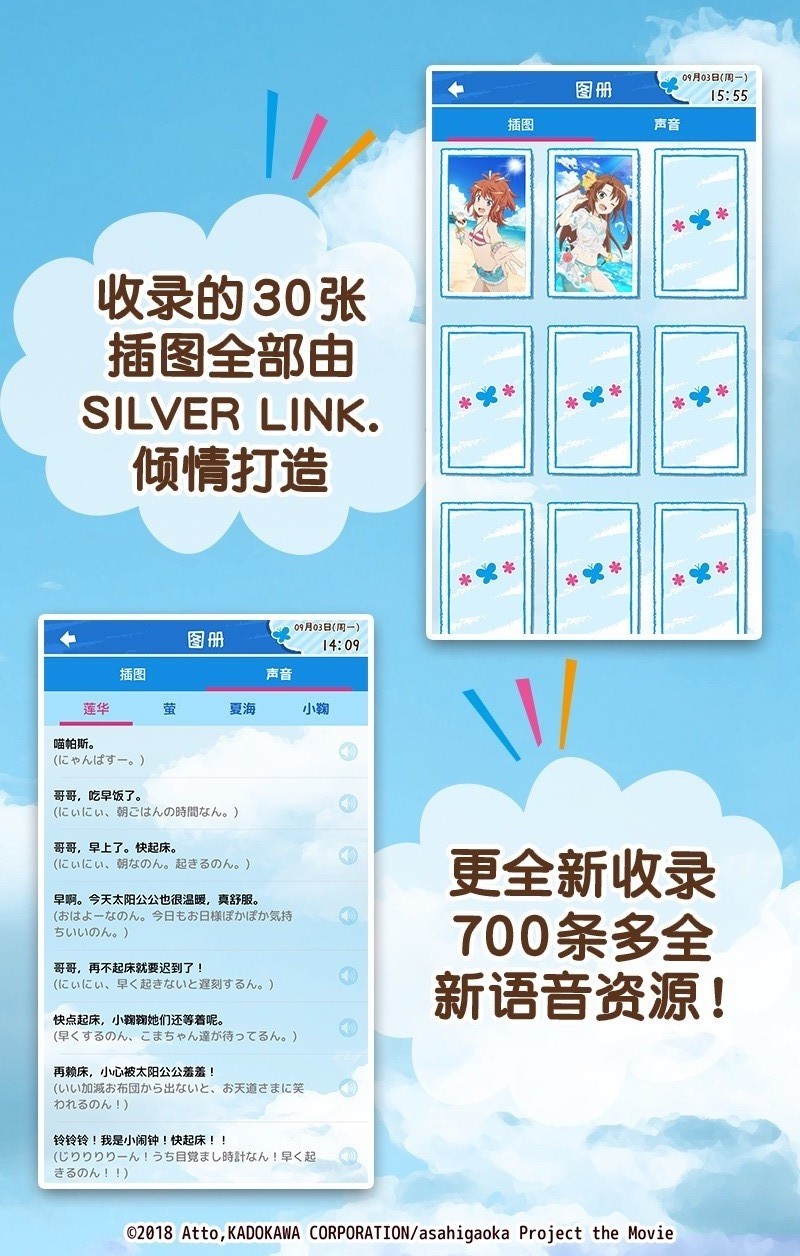 图册
09月03日(周一)
15:55
插图
声音
收录的30张
插图全部由
SILVER LINK.
倾情打造
图册
09月03日(周一)
14:09
插图
声音
莲华
萤
夏海
小鞠
喵帕斯。
(にゃんぱすー。)
哥哥，吃早饭了。
(にぃにぃ、朝ごはんの時間なん。)
哥哥，早上了。快起床。
(にぃにぃ、朝なのん。起きるのん。)
早啊。今天太阳公公也很温暖，真舒服。
(おはよーなのん。今日もお日様ぽかぽか気持
ちいいのん。)
哥哥，再不起床就要迟到了！
(にぃにぃ、早く起きないと遅刻するん。)
快点起床，小鞠鞠她们还等着呢。
(早くするのん、こまちゃん達が待ってるん。)
再赖床，小心被太阳公公羞羞！
(いい加減お布団から出ないと、お天道さまに笑
われるのん！)
铃铃铃！我是小闹钟！快起床！！
(じりりりりーん！うち目覚まし時計なん！早く起
きるのん！！)
更全新收录
700条多全
新语音资源！
©2018 Atto,KADOKAWA CORPORATION/asahigaoka Project the Movie